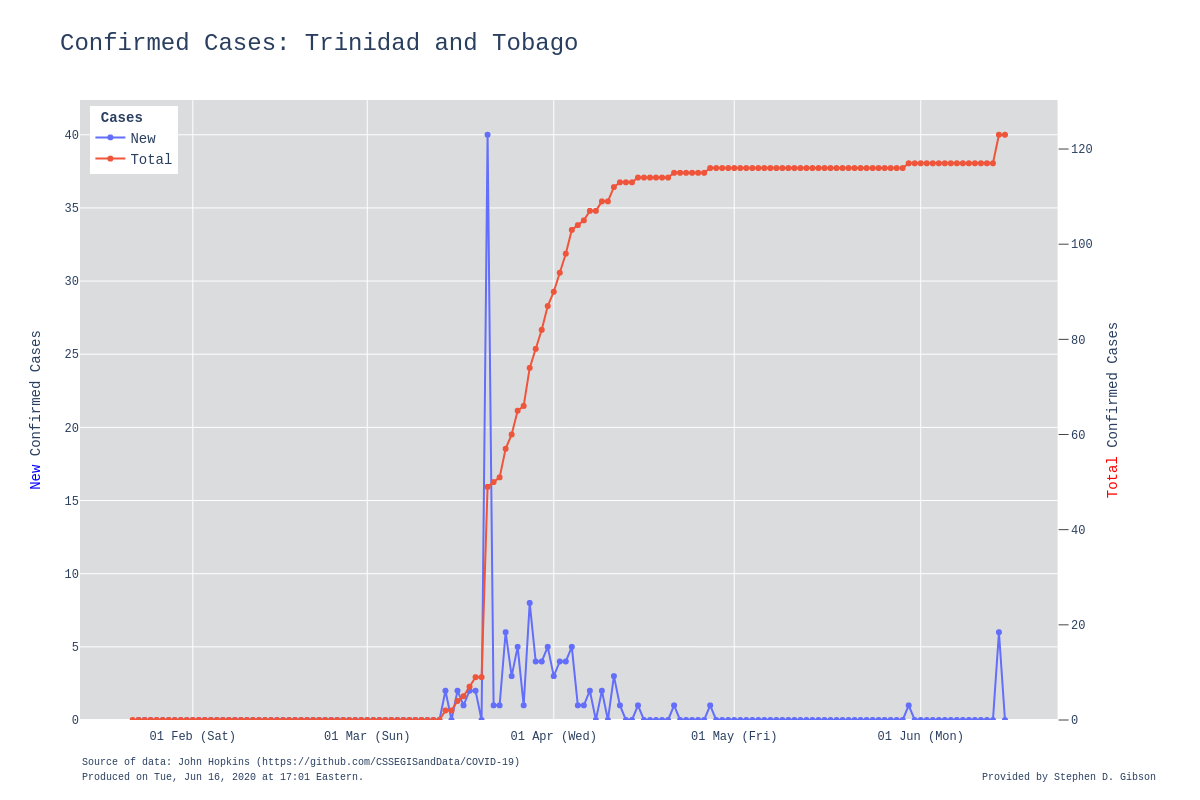 Confirmed Cases: Trinidad and Tobago
Cases
New
Total
40
35
30
25
20
15
10
5
0
120
100
80
60
40
20
0
New Confirmed Cases
Total Confirmed Cases
01 Feb (Sat)
01 Mar (Sun)
01 Apr (Wed)
01 May (Fri)
01 Jun (Mon)
Source of data: John Hopkins (https://github.com/CSSEGISandData/COVID-19)
Produced on Tue, Jun 16, 2020 at 17:01 Eastern.
Provided by Stephen D. Gibson